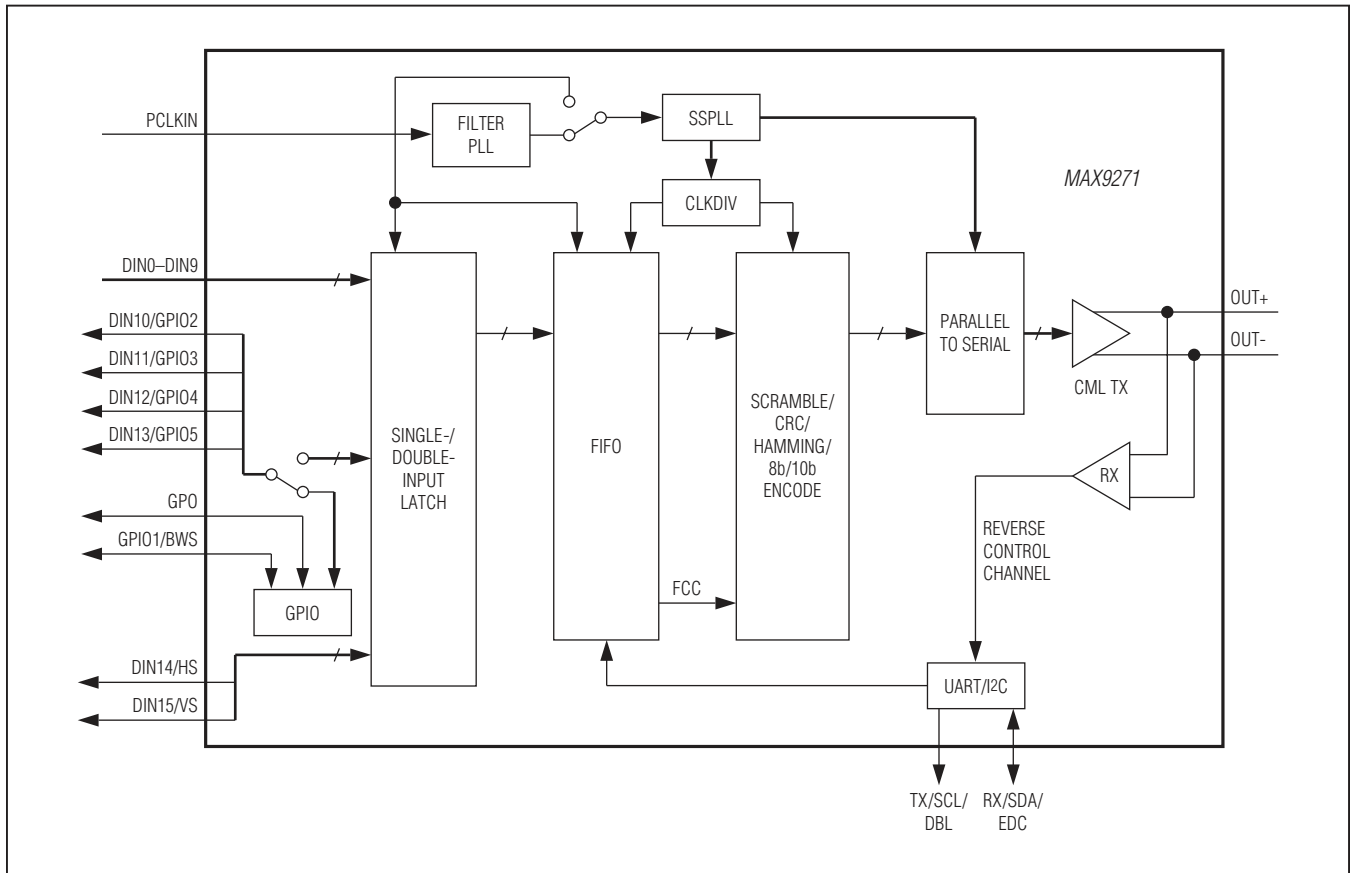 PCLKIN
FILTER
PLL
SSPLL
CLKDIV
MAX9271
DIN0–DIN9
DIN10/GPIO2
DIN11/GPIO3
DIN12/GPIO4
DIN13/GPIO5
GPO
GPIO1/BWS
GPIO
DIN14/HS
DIN15/VS
SINGLE-/
DOUBLE-
INPUT
LATCH
FIFO
FCC
SCRAMBLE/
CRC/
HAMMING/
8b/10b
ENCODE
PARALLEL
TO SERIAL
CML TX
OUT+
OUT-
RX
REVERSE
CONTROL
CHANNEL
UART/I2C
TX/SCL/
DBL
RX/SDA/
EDC